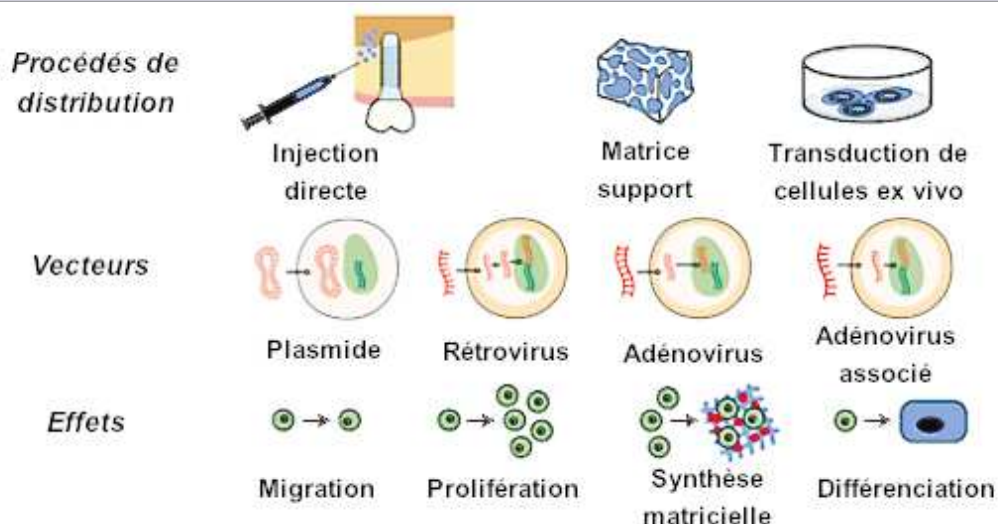 Procédés de
distribution
Injection
directe
Matrice
support
Transduction de
cellules ex vivo
Vecteurs
Plasmide
Rétrovirus
Adénovirus
Adénovirus
associé
Effets
Migration
Prolifération
Synthèse
matricielle
Différenciation